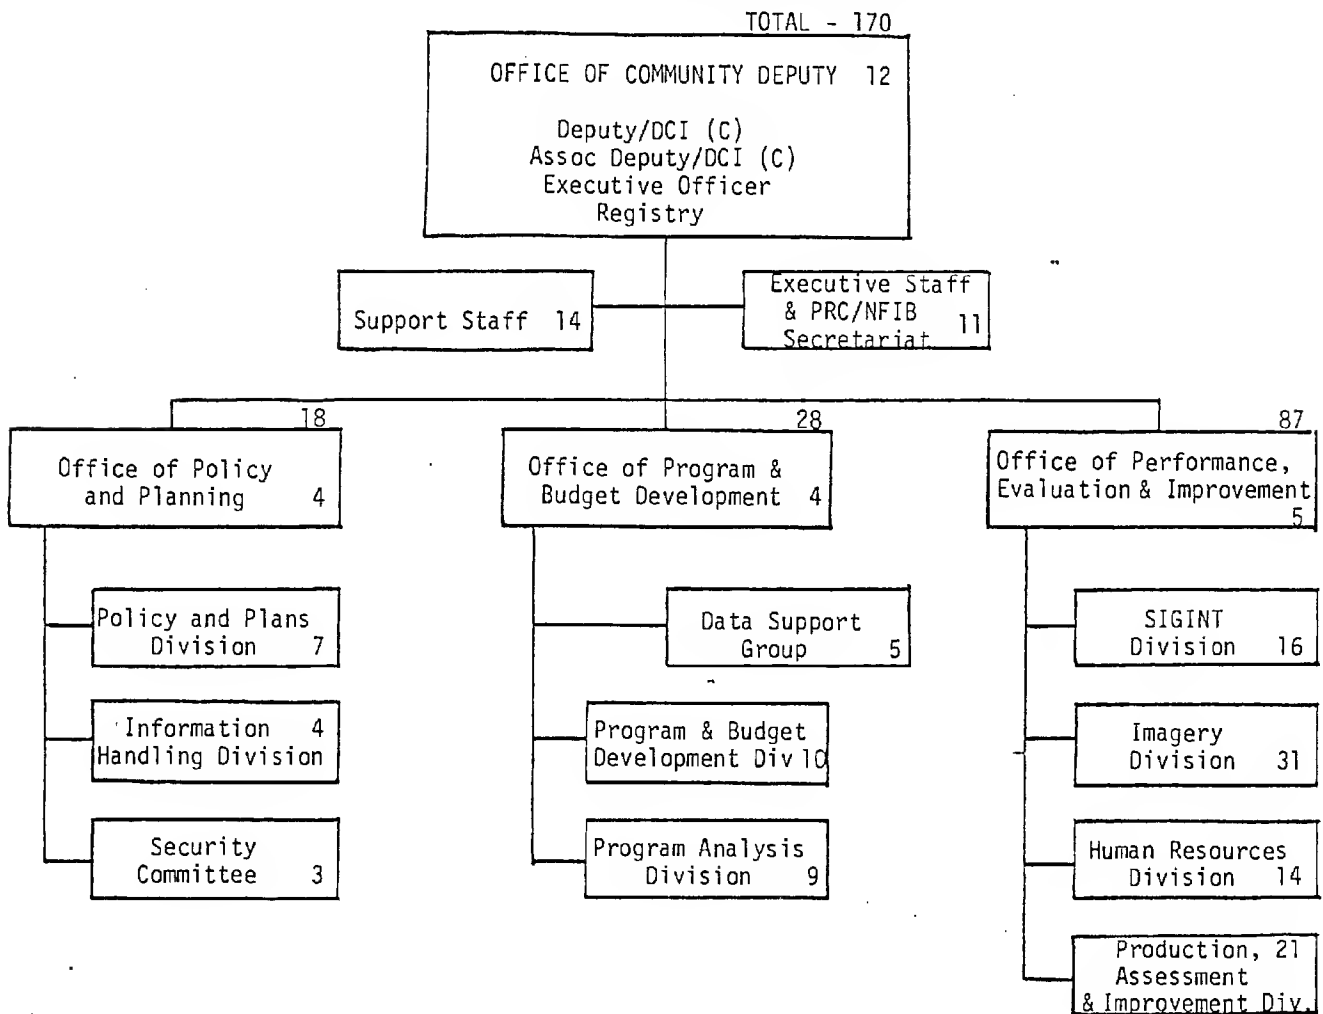 TOTAL - 170
OFFICE OF COMMUNITY DEPUTY 12
Deputy/DCI (C)
Assoc Deputy/DCI (C)
Executive Officer
Registry
Support Staff 14
Executive Staff
& PRC/NFIB 11
Secretariat
18
Office of Policy
and Planning 4
Policy and Plans
Division 7
Information 4
Handling Division
Security
Committee 3
28
Office of Program &
Budget Development 4
Data Support
Group 5
Program & Budget
Development Div 10
Program Analysis
Division 9
87
Office of Performance,
Evaluation & Improvement
5
SIGINT
Division 16
Imagery
Division 31
Human Resources
Division 14
Production, 21
Assessment
& Improvement Div.